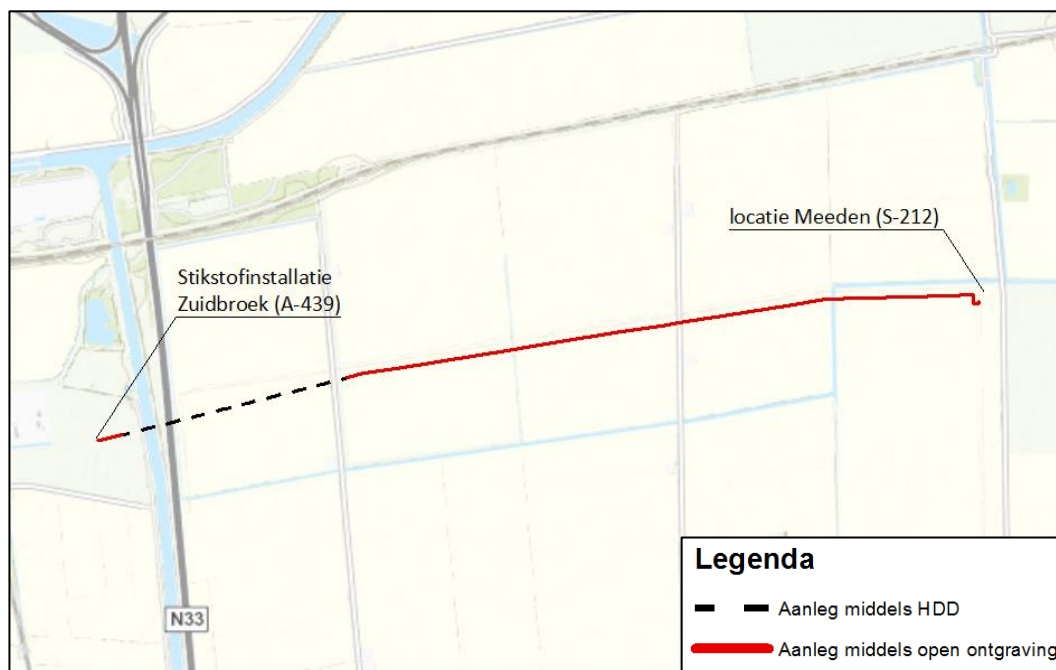 locatie Meeden (S-212)
Stikstofinstallatie
Zuidbroek (A-439)
N33
Legenda
Aanleg middels HDD
Aanleg middels open ontgraving